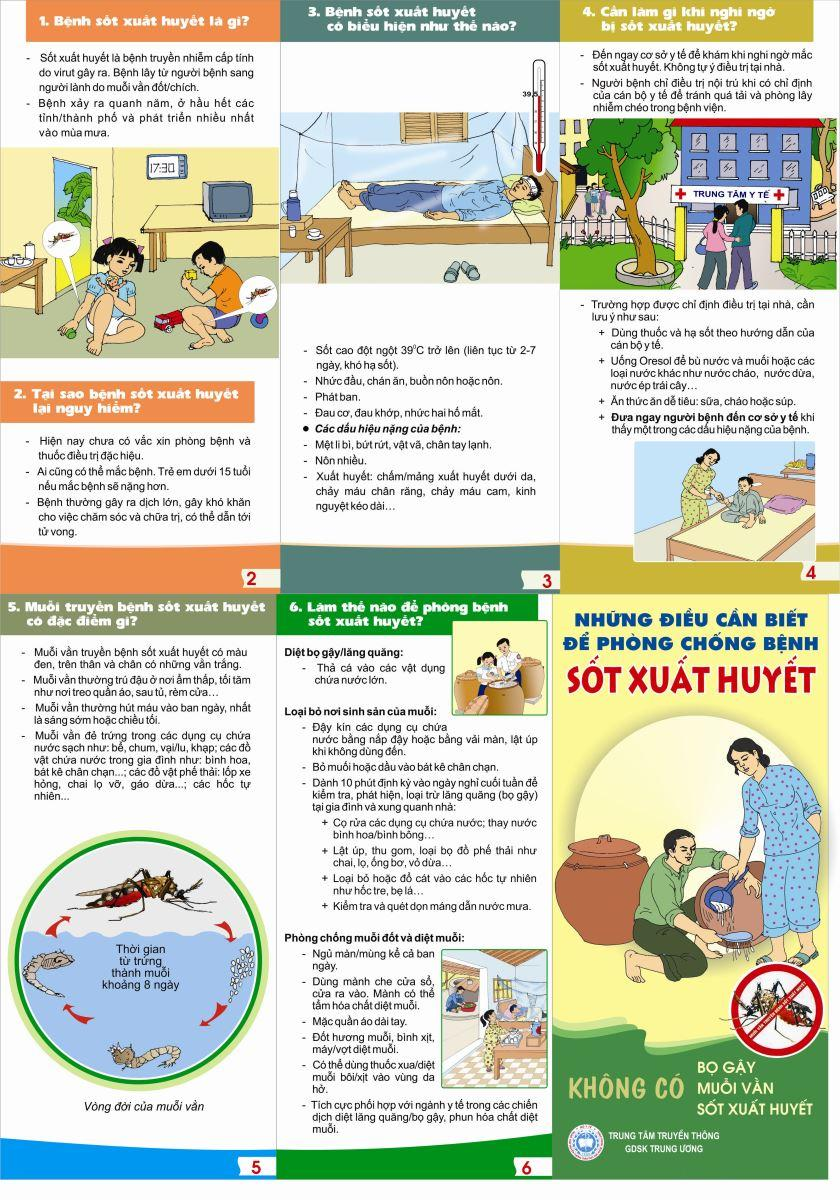 1. Bệnh sốt xuất huyết là gì?
- Sốt xuất huyết là bệnh truyền nhiễm cấp tính
do virut gây ra. Bệnh lây từ người bệnh sang
người lành do muỗi vằn đốt/chích.
- Bệnh xảy ra quanh năm, ở hầu hết các
tỉnh/thành phố và phát triển nhiều nhất
vào mùa mưa.
17:30
2. Tại sao bệnh sốt xuất huyết
lại nguy hiểm?
- Hiện nay chưa có vắc xin phòng bệnh và
thuốc điều trị đặc hiệu.
- Ai cũng có thể mắc bệnh. Trẻ em dưới 15 tuổi
nếu mắc bệnh sẽ nặng hơn.
- Bệnh thường gây ra dịch lớn, gây khó khăn
cho việc chăm sóc và chữa trị, có thể dẫn tới
tử vong.
2
3. Bệnh sốt xuất huyết
có biểu hiện như thế nào?
39,5
- Sốt cao đột ngột 39°C trở lên (liên tục từ 2-7
ngày, khó hạ sốt).
- Nhức đầu, chán ăn, buồn nôn hoặc nôn.
- Phát ban.
- Đau cơ, đau khớp, nhức hai hố mắt.
● Các dấu hiệu nặng của bệnh:
- Mệt li bì, bứt rứt, vật vã, chân tay lạnh.
- Nôn nhiều.
- Xuất huyết: chấm/mảng xuất huyết dưới da,
chảy máu chân răng, chảy máu cam, kinh
nguyệt kéo dài…
3
4. Cần làm gì khi nghi ngờ
bị sốt xuất huyết?
- Đến ngay cơ sở y tế để khám khi nghi ngờ mắc
sốt xuất huyết. Không tự ý điều trị tại nhà.
- Người bệnh chỉ điều trị nội trú khi có chỉ định
của cán bộ y tế để tránh quá tải và phòng lây
nhiễm chéo trong bệnh viện.
TRUNG TÂM Y TẾ
- Trường hợp được chỉ định điều trị tại nhà, cần
lưu ý như sau:
+ Dùng thuốc và hạ sốt theo hướng dẫn của
cán bộ y tế.
+ Uống Oresol để bù nước và muối hoặc các
loại nước khác như nước cháo, nước dừa,
nước ép trái cây…
+ Ăn thức ăn dễ tiêu: sữa, cháo hoặc súp.
+ Đưa ngay người bệnh đến cơ sở y tế khi
thấy một trong các dấu hiệu nặng của bệnh.
4
5. Muỗi truyền bệnh sốt xuất huyết
có đặc điểm gì?
- Muỗi vằn truyền bệnh sốt xuất huyết có màu
đen, trên thân và chân có những vằn trắng.
- Muỗi vằn thường trú đậu ở nơi ẩm thấp, tối tăm
như nơi treo quần áo, sau tủ, rèm cửa…
- Muỗi vằn thường hút máu vào ban ngày, nhất
là sáng sớm hoặc chiều tối.
- Muỗi vằn đẻ trứng trong các dụng cụ chứa
nước sạch như: bể, chum, vại/lu, khạp; các đồ
vật chứa nước trong gia đình như: bình hoa,
bát kê chân chạn...; các đồ vật phế thải: lốp xe
hỏng, chai lọ vỡ, gáo dừa...; các hốc tự
nhiên...
Thời gian
từ trứng
thành muỗi
khoảng 8 ngày
Vòng đời của muỗi vằn
5
6. Làm thế nào để phòng bệnh
sốt xuất huyết?
Diệt bọ gậy/lăng quăng:
- Thả cá vào các vật dụng
chứa nước lớn.
Loại bỏ nơi sinh sản của muỗi:
- Đậy kín các dụng cụ chứa
nước bằng nắp đậy hoặc bằng vải màn, lật úp
khi không dùng đến.
- Bỏ muối hoặc dầu vào bát kê chân chạn.
- Dành 10 phút định kỳ vào ngày nghỉ cuối tuần để
kiểm tra, phát hiện, loại trừ lăng quăng (bọ gậy)
tại gia đình và xung quanh nhà:
+ Cọ rửa các dụng cụ chứa nước; thay nước
bình hoa/bình bông…
+ Lật úp, thu gom, loại bọ đồ phế thải như
chai, lọ, ống bơ, vỏ dừa…
+ Loại bỏ hoặc đổ cát vào các hốc tự nhiên
như hốc tre, bẹ lá…
+ Kiểm tra và quét dọn máng dẫn nước mưa.
Phòng chống muỗi đốt và diệt muỗi:
- Ngủ màn/mùng kể cả ban
ngày.
- Dùng mành che cửa sổ,
cửa ra vào. Mành có thể
tẩm hóa chất diệt muỗi.
- Mặc quần áo dài tay.
- Đốt hương muỗi, bình xịt,
máy/vợt diệt muỗi.
- Có thể dùng thuốc xua/diệt
muỗi bôi/xịt vào vùng da
hở.
- Tích cực phối hợp với ngành y tế trong các chiến
dịch diệt lăng quăng/bọ gậy, phun hóa chất diệt
muỗi.
6
NHỮNG ĐIỀU CẦN BIẾT
ĐỂ PHÒNG CHỐNG BỆNH
SỐT XUẤT HUYẾT
KHÔNG CÓ
BỌ GẬY
MUỖI VẰN
SỐT XUẤT HUYẾT
TRUNG TÂM TRUYỀN THÔNG
GDSK TRUNG ƯƠNG